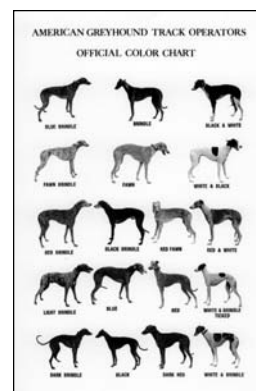 AMERICAN GREYHOUND TRACK OPERATORS
OFFICIAL COLOR CHART
BLUE BRINDLE BRINDLE BLACK & WHITE
FAWN BRINDLE FAWN WHITE & BLACK
RED BRINDLE BLACK BRINDLE RED FAWN RED & WHITE
LIGHT BRINDLE BLUE RED WHITE & BRINDLE
TICKED
DARK BRINDLE BLACK DARK RED WHITE & BRINDLE